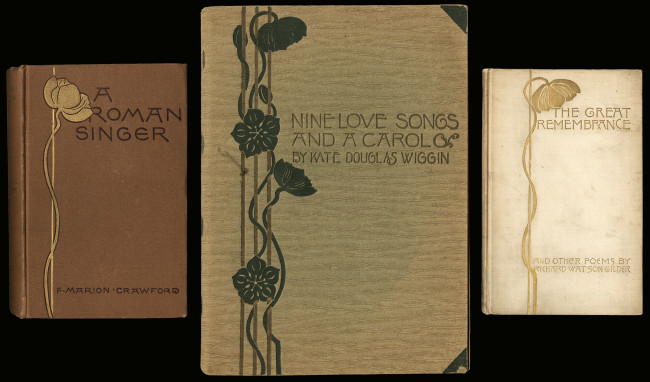 A
ROMAN
SINGER
F·MARION·CRAWFORD
NINE LOVE SONGS
AND A CAROL &
BY KATE DOUGLAS WIGGIN
THE GREAT
REMEMBRANCE
AND OTHER POEMS BY
RICHARD WATSON GILDER